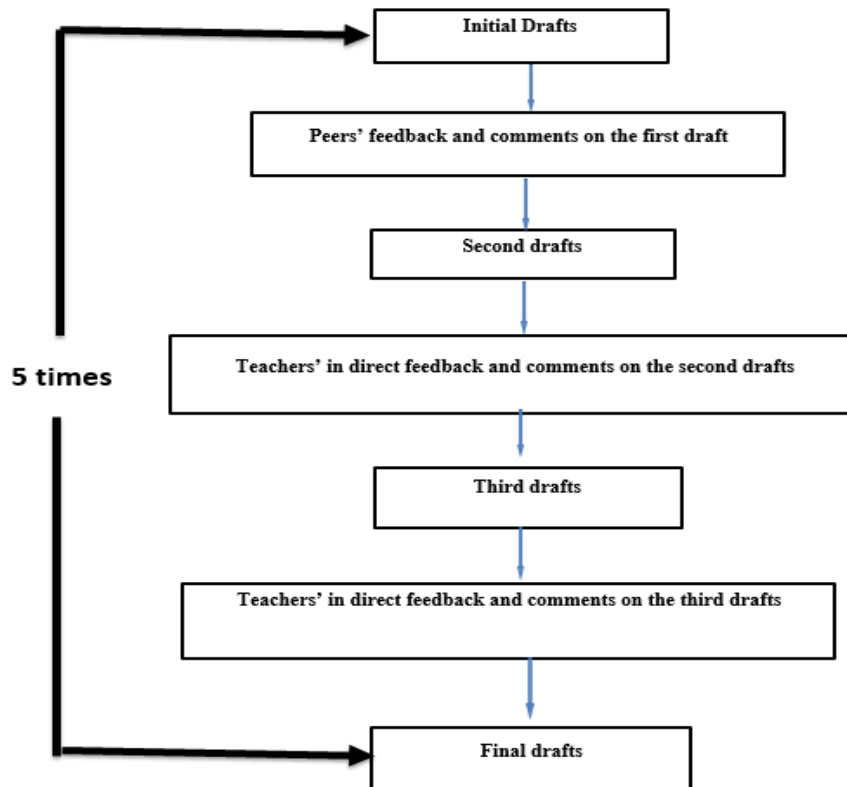 Initial Drafts
Peers’ feedback and comments on the first draft
Second drafts
Teachers’ in direct feedback and comments on the second drafts
5 times
Third drafts
Teachers’ in direct feedback and comments on the third drafts
Final drafts